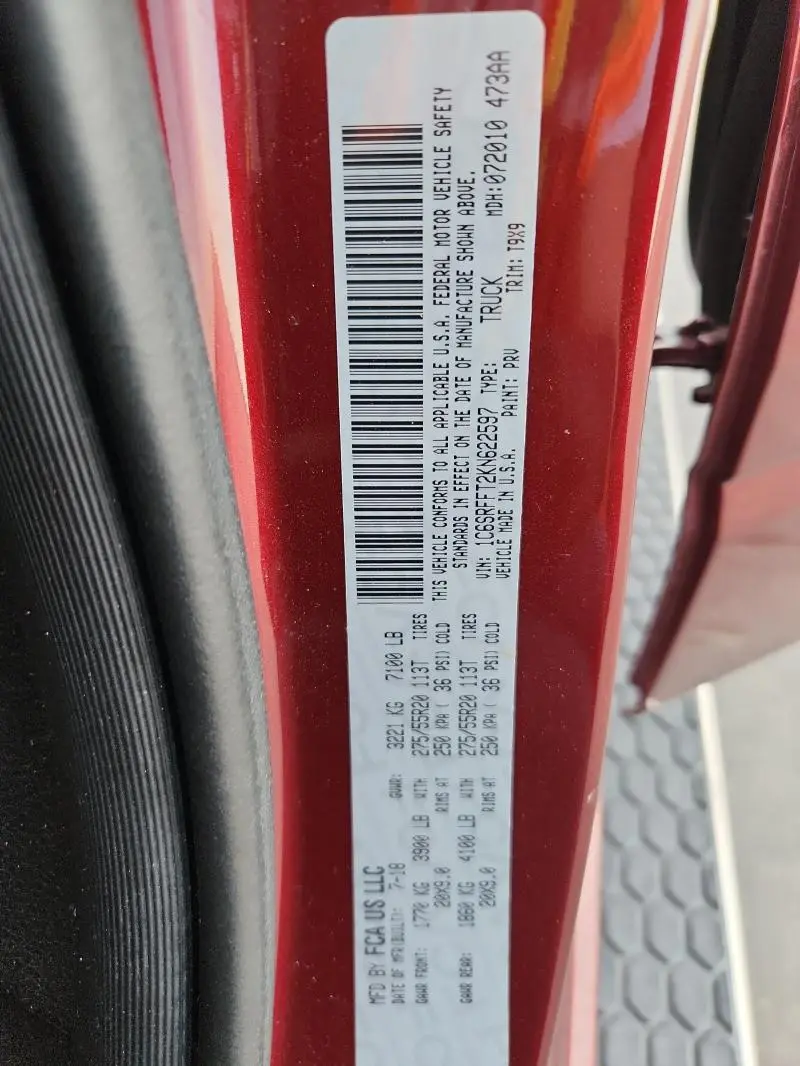 MFD BY FCA US LLC
DATE OF MFR(BUILT): 7-18 GVWR: 3221 KG 7100 LB
GAWR FRONT: 1770 KG 3900 LB WITH 275/55R20 113T TIRES
20X9.0 RIMS AT 250 KPA ( 36 PSI) COLD
GAWR REAR: 1860 KG 4100 LB WITH 275/55R20 113T TIRES
20X9.0 RIMS AT 250 KPA ( 36 PSI) COLD
THIS VEHICLE CONFORMS TO ALL APPLICABLE U.S.A. FEDERAL MOTOR VEHICLE SAFETY
STANDARDS IN EFFECT ON THE DATE OF MANUFACTURE SHOWN ABOVE.
VIN: 1C6SRFFT2KN622597 TYPE: TRUCK MDH:072010 473AA
VEHICLE MADE IN U.S.A. PAINT: PRV TRIM: T9X9